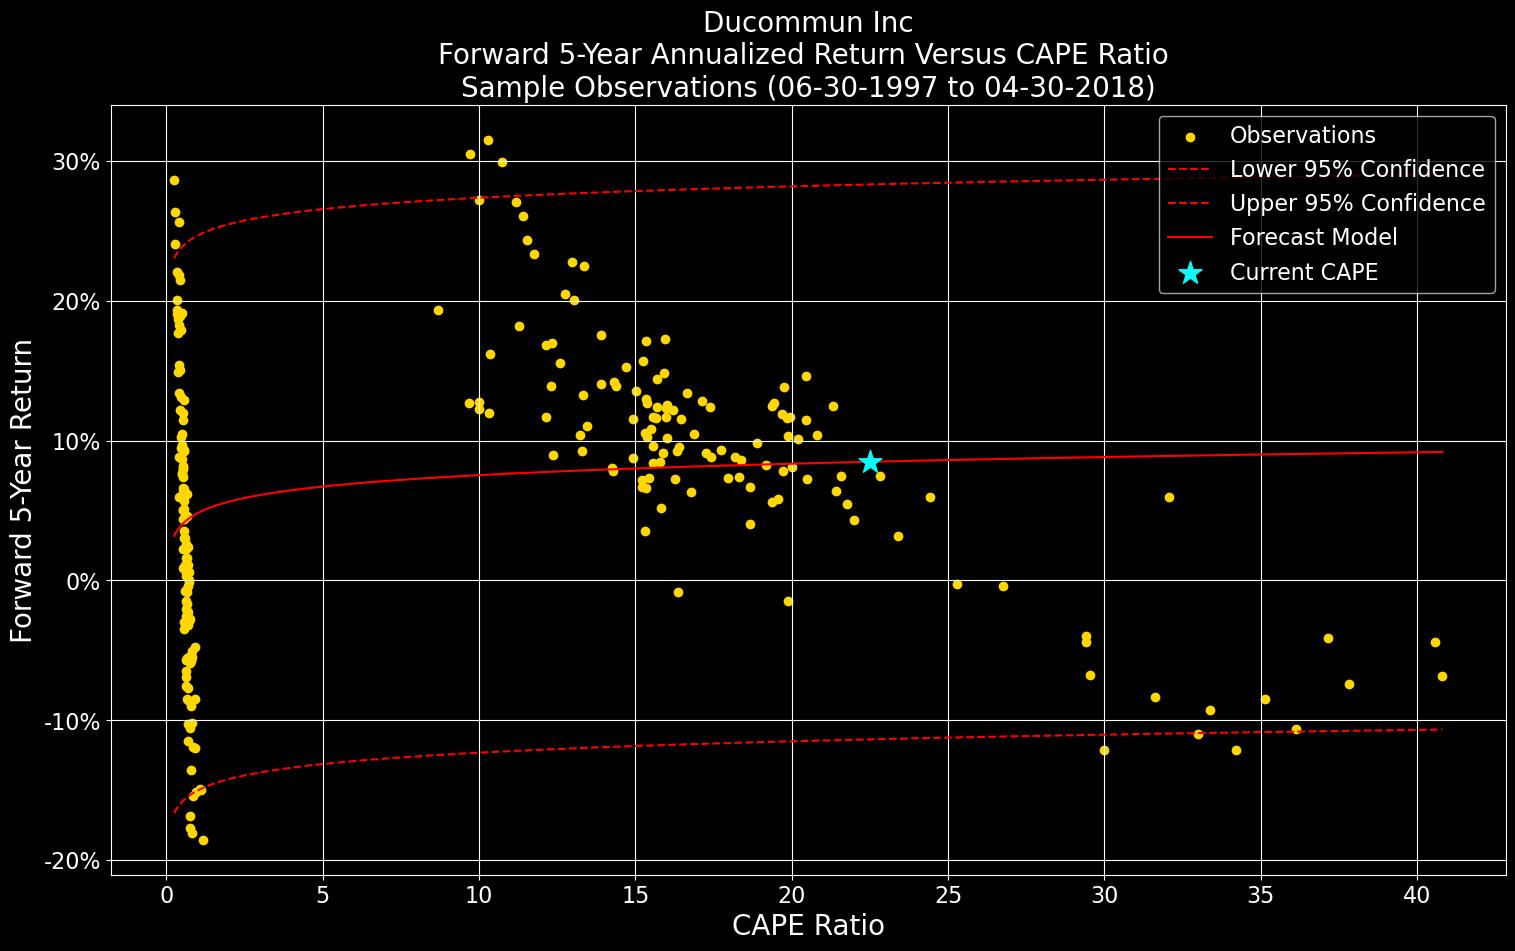 Ducommun Inc
Forward 5-Year Annualized Return Versus CAPE Ratio
Sample Observations (06-30-1997 to 04-30-2018)
Observations
Lower 95% Confidence
Upper 95% Confidence
Forecast Model
Current CAPE
Forward 5-Year Return
30%
20%
10%
0%
-10%
-20%
0 5 10 15 20 25 30 35 40
CAPE Ratio